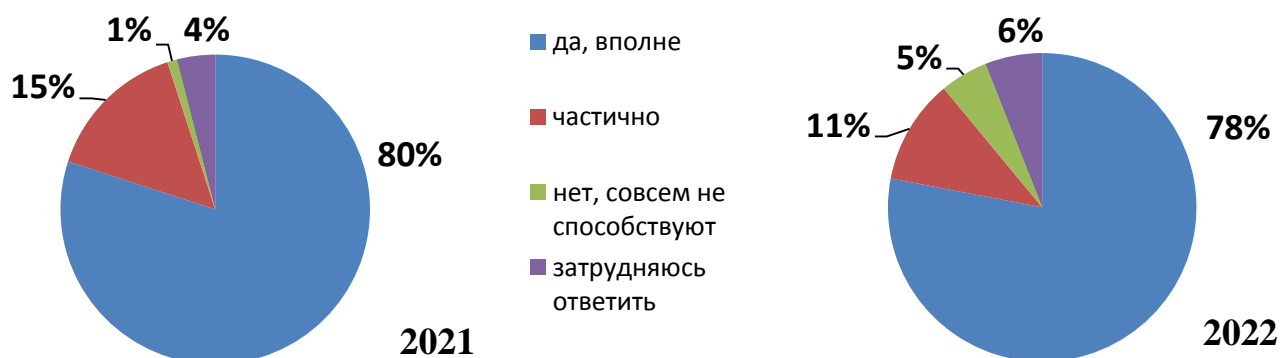 1%
4%
15%
80%
2021
да, вполне
частично
нет, совсем не
способствуют
затрудняюсь
ответить
6%
5%
11%
78%
2022